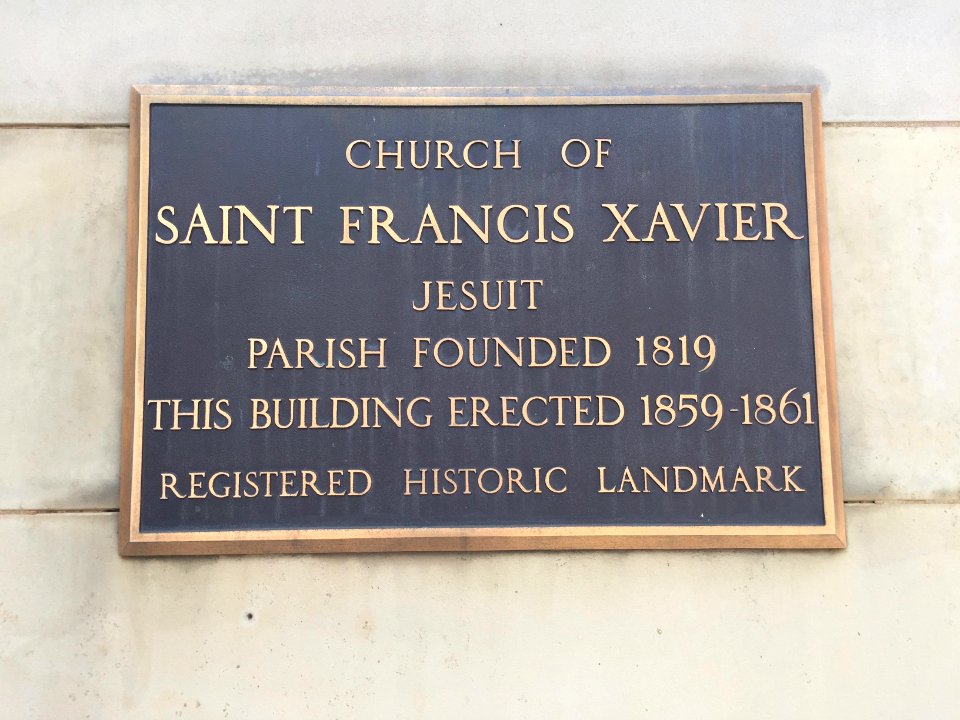 CHURCH OF
SAINT FRANCIS XAVIER
JESUIT
PARISH FOUNDED 1819
THIS BUILDING ERECTED 1859-1861
REGISTERED HISTORIC LANDMARK